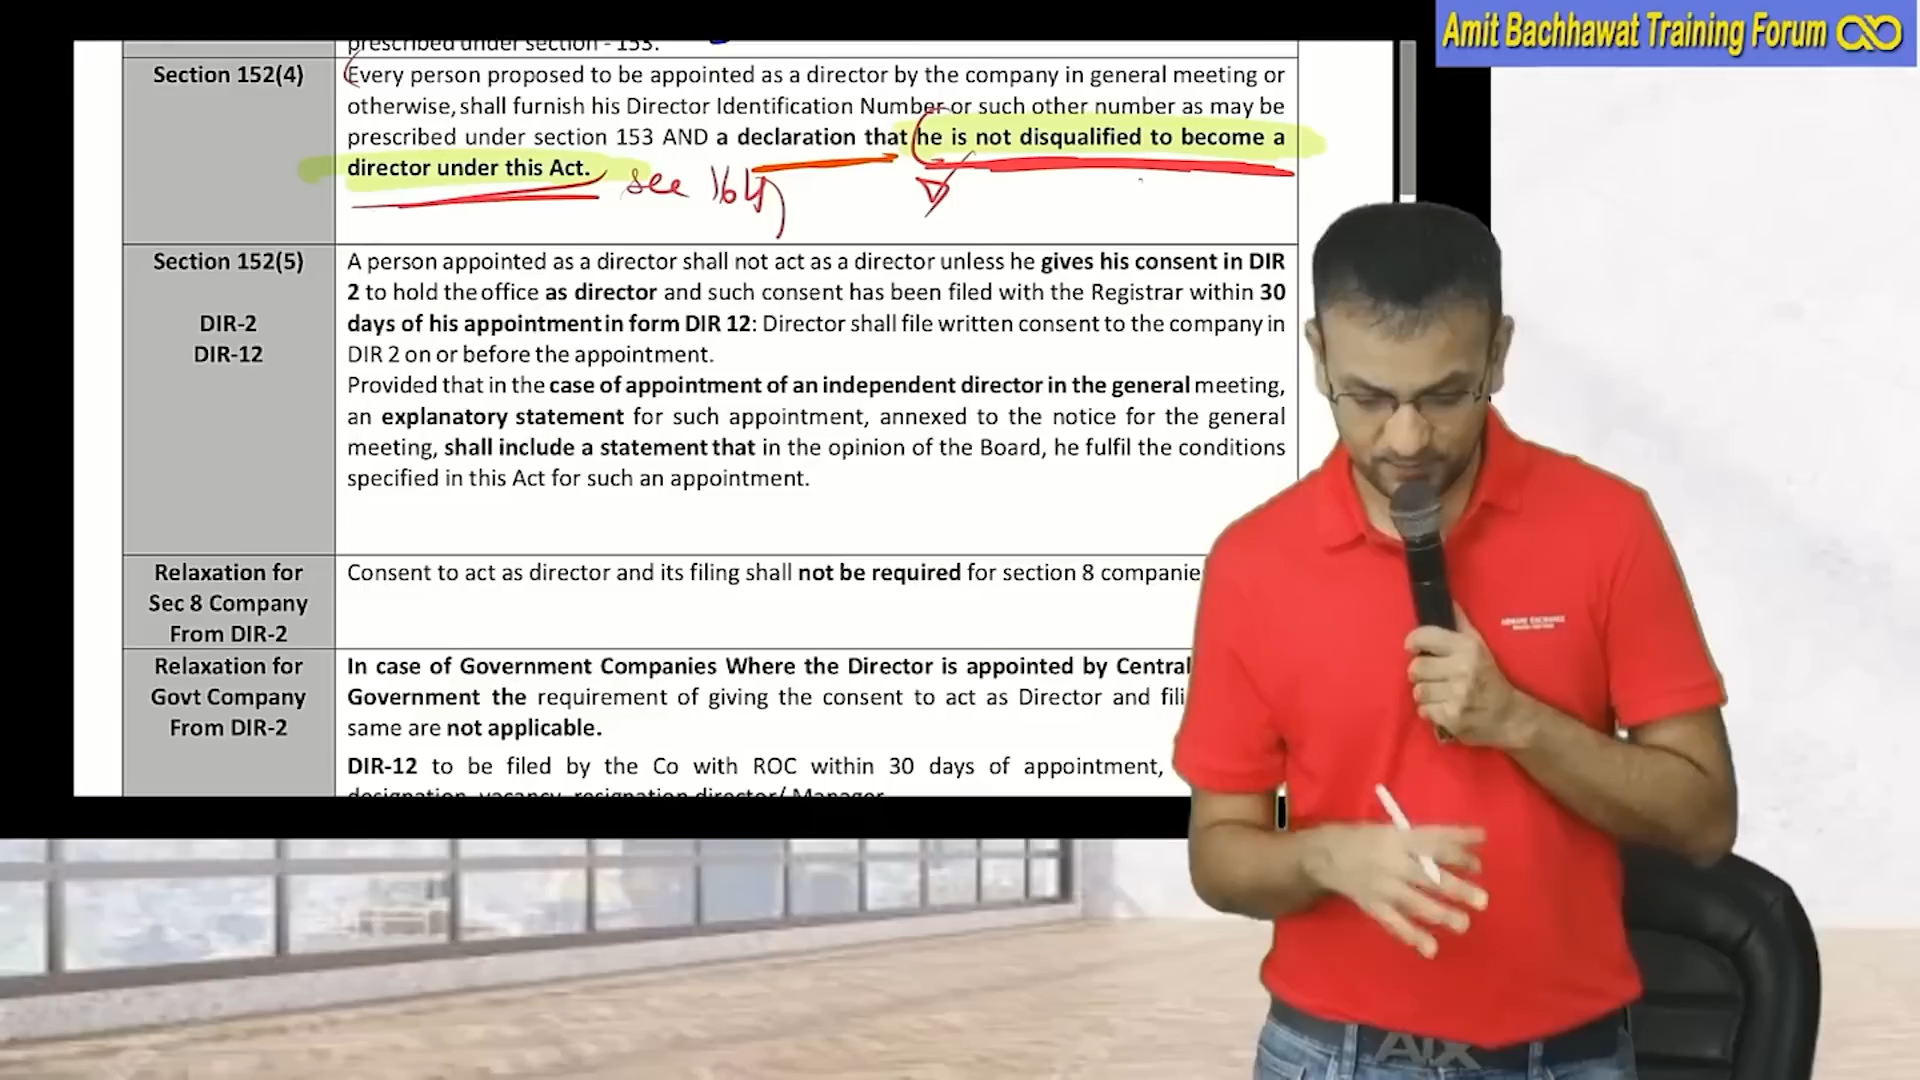 Amit Bachhawat Training Forum
prescribed under section - 153.
Section 152(4)
Every person proposed to be appointed as a director by the company in general meeting or
otherwise, shall furnish his Director Identification Number or such other number as may be
prescribed under section 153 AND a declaration that he is not disqualified to become a
director under this Act.
see 164
Section 152(5)
DIR-2
DIR-12
A person appointed as a director shall not act as a director unless he gives his consent in DIR
2 to hold the office as director and such consent has been filed with the Registrar within 30
days of his appointment in form DIR 12: Director shall file written consent to the company in
DIR 2 on or before the appointment.
Provided that in the case of appointment of an independent director in the general meeting,
an explanatory statement for such appointment, annexed to the notice for the general
meeting, shall include a statement that in the opinion of the Board, he fulfil the conditions
specified in this Act for such an appointment.
Relaxation for
Sec 8 Company
From DIR-2
Consent to act as director and its filing shall not be required for section 8 companie
Relaxation for
Govt Company
From DIR-2
In case of Government Companies Where the Director is appointed by Central
Government the requirement of giving the consent to act as Director and fili
same are not applicable.
DIR-12 to be filed by the Co with ROC within 30 days of appointment,
designation, vacancy, resignation director/ Manager
A|X